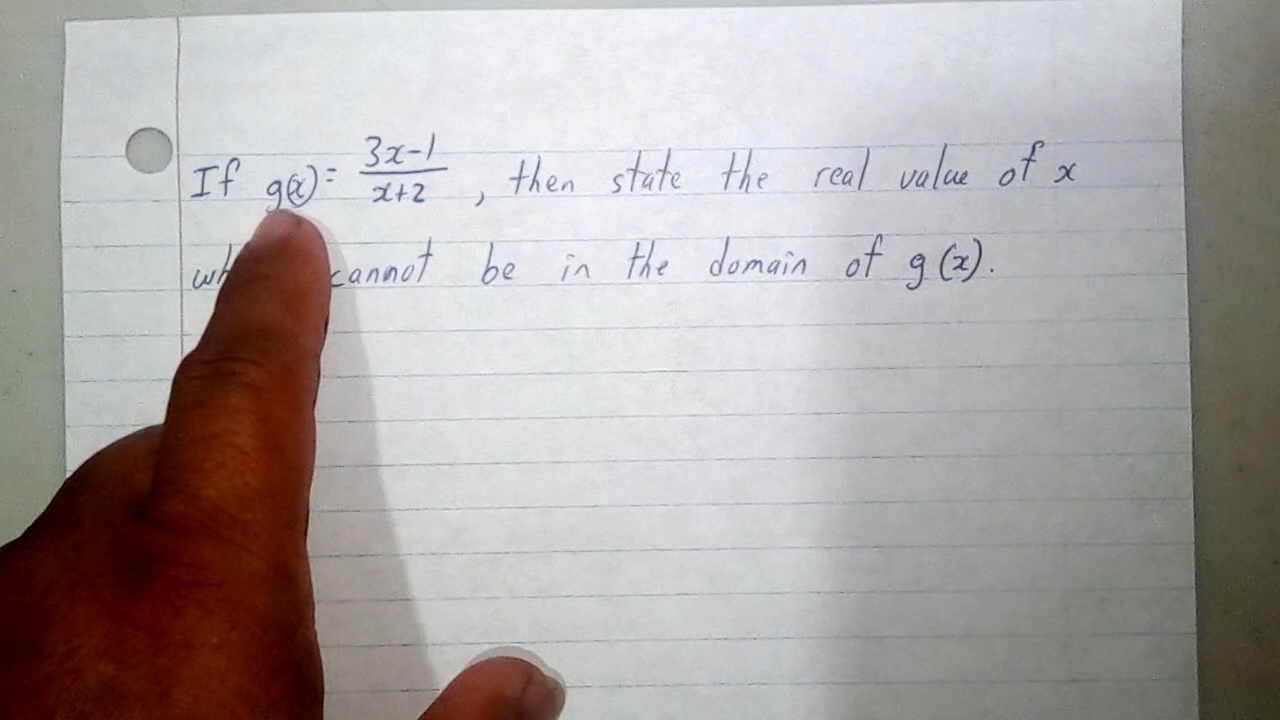 If g(x) = 3x-1/x+2 , then state the real value of x
cannot be in the domain of g(x).